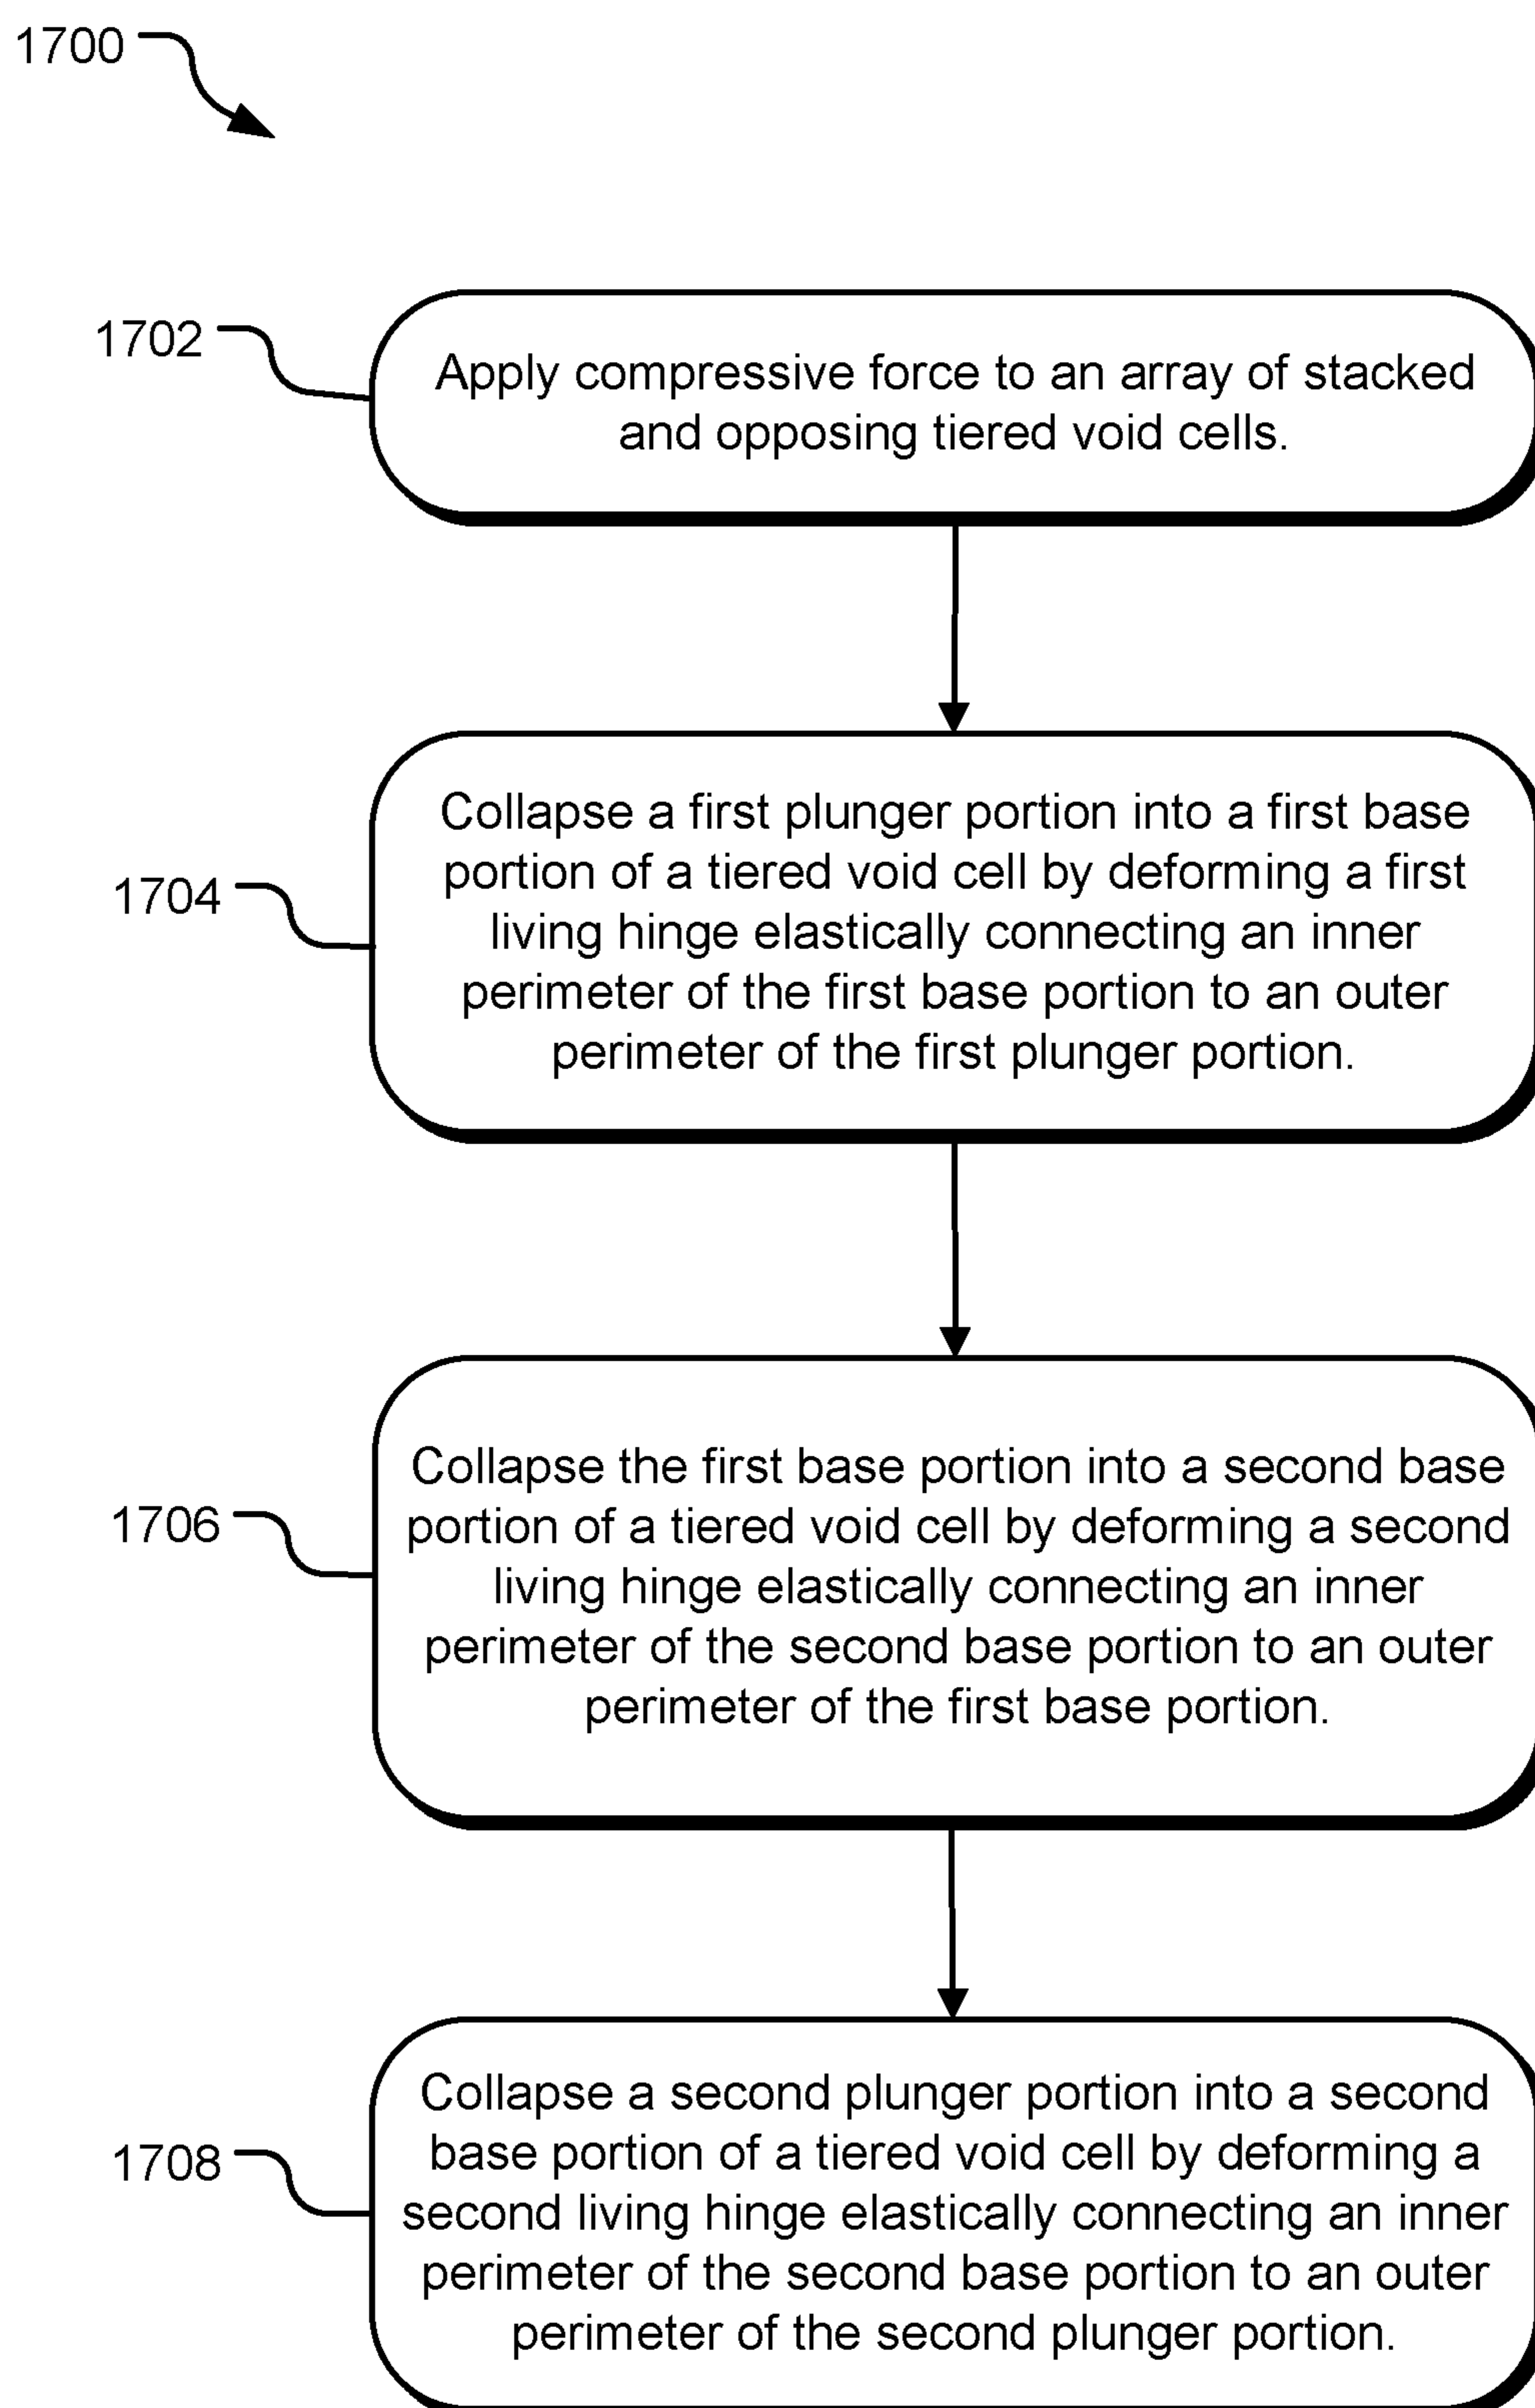 1700
1702
Apply compressive force to an array of stacked
and opposing tiered void cells.
1704
Collapse a first plunger portion into a first base
portion of a tiered void cell by deforming a first
living hinge elastically connecting an inner
perimeter of the first base portion to an outer
perimeter of the first plunger portion.
1706
Collapse the first base portion into a second base
portion of a tiered void cell by deforming a second
living hinge elastically connecting an inner
perimeter of the second base portion to an outer
perimeter of the first base portion.
1708
Collapse a second plunger portion into a second
base portion of a tiered void cell by deforming a
second living hinge elastically connecting an inner
perimeter of the second base portion to an outer
perimeter of the second plunger portion.